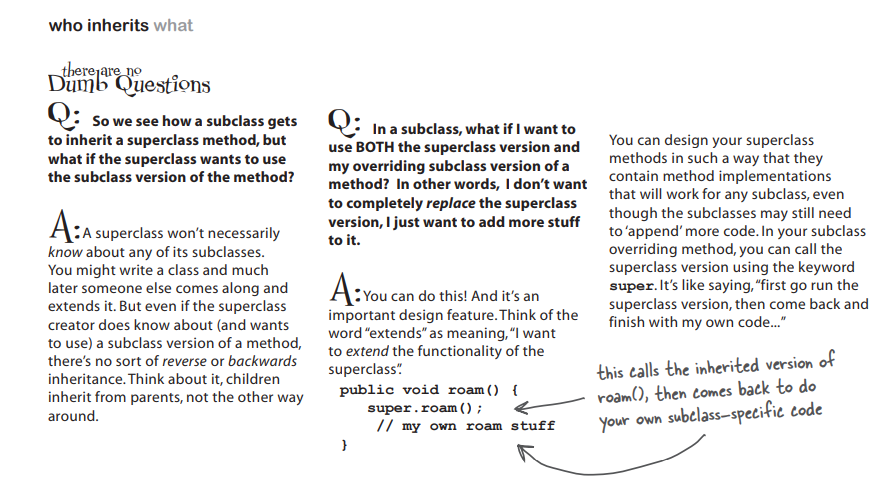 who inherits what
there are no
Dumb Questions
Q: So we see how a subclass gets
to inherit a superclass method, but
what if the superclass wants to use
the subclass version of the method?
A: A superclass won’t necessarily
know about any of its subclasses.
You might write a class and much
later someone else comes along and
extends it. But even if the superclass
creator does know about (and wants
to use) a subclass version of a method,
there’s no sort of reverse or backwards
inheritance. Think about it, children
inherit from parents, not the other way
around.
Q: In a subclass, what if I want to
use BOTH the superclass version and
my overriding subclass version of a
method? In other words, I don’t want
to completely replace the superclass
version, I just want to add more stuff
to it.
A: You can do this! And it’s an
important design feature. Think of the
word “extends” as meaning, “I want
to extend the functionality of the
superclass”.
public void roam() {
super.roam();
// my own roam stuff
}
You can design your superclass
methods in such a way that they
contain method implementations
that will work for any subclass, even
though the subclasses may still need
to ‘append’ more code. In your subclass
overriding method, you can call the
superclass version using the keyword
super. It’s like saying, “first go run the
superclass version, then come back and
finish with my own code...”
this calls the inherited version of
roam(), then comes back to do
your own subclass-specific code